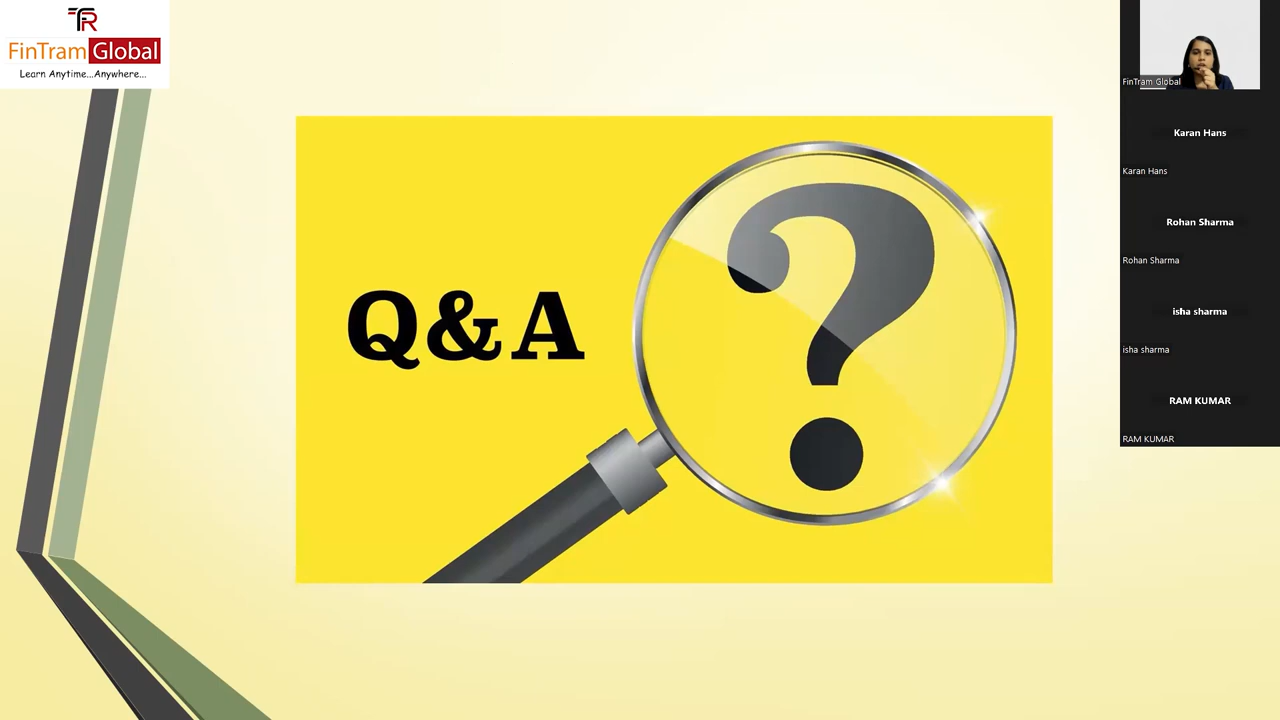 TR
FinTram Global
Learn Anytime...Anywhere...
Q&A
?
FinTram Global
Karan Hans
Karan Hans
Rohan Sharma
Rohan Sharma
isha sharma
isha sharma
RAM KUMAR
RAM KUMAR